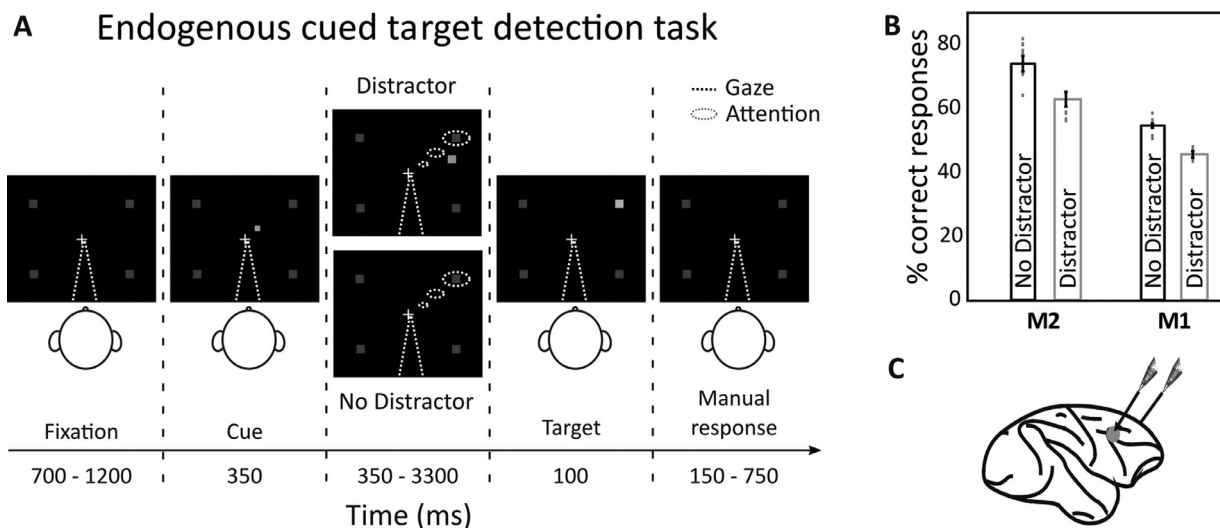 A Endogenous cued target detection task
Distractor
Gaze
Attention
No Distractor
Fixation
Cue
Target
Manual
response
700 - 1200
350
350 - 3300
100
150 - 750
Time (ms)
B
% correct responses
80
60
40
20
0
No Distractor
Distractor
No Distractor
Distractor
M2
M1
C